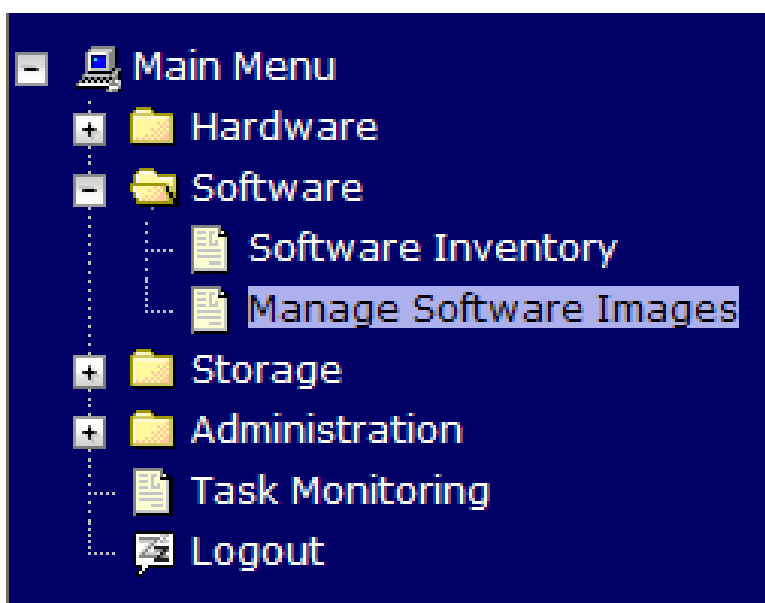 Main Menu
Hardware
Software
Software Inventory
Manage Software Images
Storage
Administration
Task Monitoring
Logout